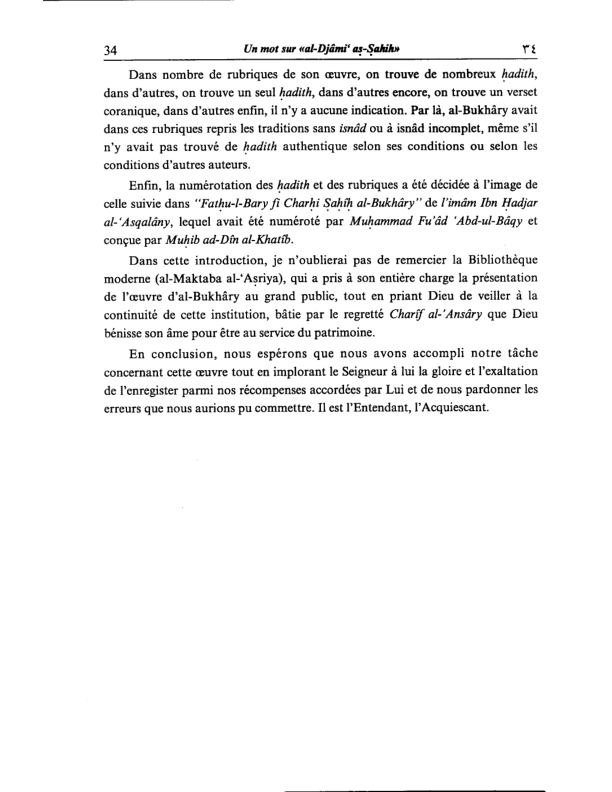 34 Un mot sur «al-Djâmi‘ aṣ-Ṣahih» ٣٤
Dans nombre de rubriques de son œuvre, on trouve de nombreux ḥadith,
dans d'autres, on trouve un seul ḥadith, dans d'autres encore, on trouve un verset
coranique, dans d'autres enfin, il n'y a aucune indication. Par là, al-Bukhâry avait
dans ces rubriques repris les traditions sans isnâd ou à isnâd incomplet, même s'il
n'y avait pas trouvé de ḥadith authentique selon ses conditions ou selon les
conditions d'autres auteurs.
Enfin, la numérotation des ḥadith et des rubriques a été décidée à l'image de
celle suivie dans "Fatḥu-l-Bary fi Charḥi Ṣaḥîḥ al-Bukhâry" de l'imâm Ibn Ḥadjar
al-‘Asqalâny, lequel avait été numéroté par Muḥammad Fu'âd ‘Abd-ul-Bâqy et
conçue par Muḥib ad-Dîn al-Khatîb.
Dans cette introduction, je n'oublierai pas de remercier la Bibliothèque
moderne (al-Maktaba al-‘Aṣriya), qui a pris à son entière charge la présentation
de l'œuvre d'al-Bukhâry au grand public, tout en priant Dieu de veiller à la
continuité de cette institution, bâtie par le regretté Charîf al-'Ansâry que Dieu
bénisse son âme pour être au service du patrimoine.
En conclusion, nous espérons que nous avons accompli notre tâche
concernant cette œuvre tout en implorant le Seigneur à lui la gloire et l'exaltation
de l'enregister parmi nos récompenses accordées par Lui et de nous pardonner les
erreurs que nous aurions pu commettre. Il est l'Entendant, l'Acquiescant.